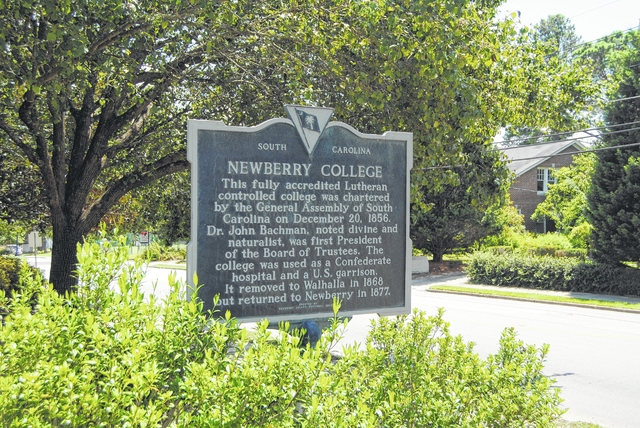 SOUTH CAROLINA
NEWBERRY COLLEGE
This fully accredited Lutheran
controlled college was chartered
by the General Assembly of South
Carolina on December 20, 1856.
Dr. John Bachman, noted divine and
naturalist, was first President
of the Board of Trustees. The
college was used as a Confederate
hospital and a U.S. garrison.
It removed to Walhalla in 1868
but returned to Newberry in 1877.